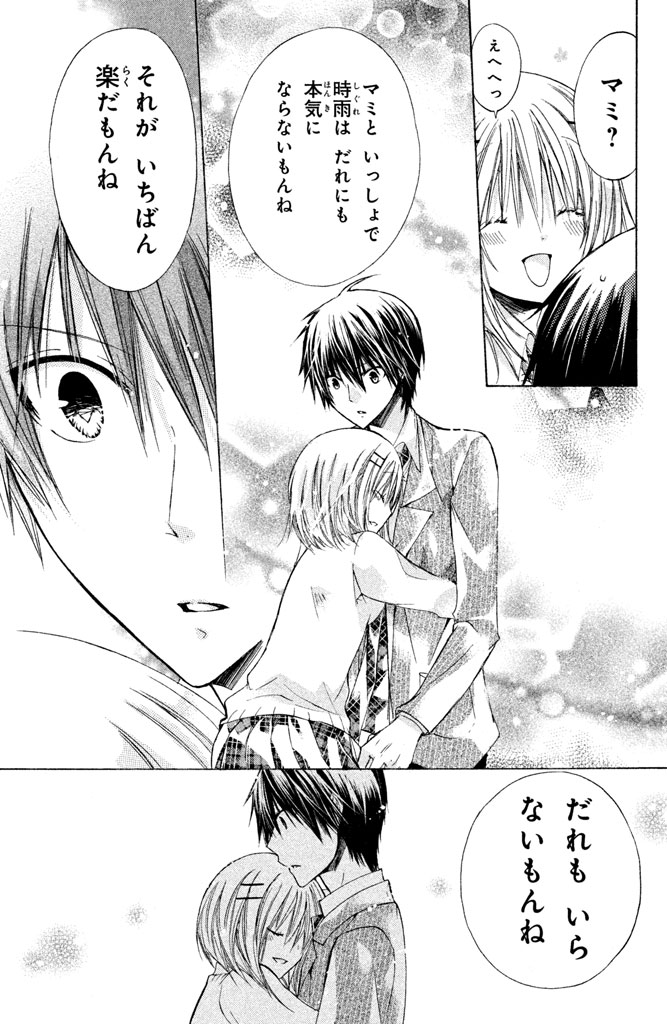 マミ?
えへへっ
マミと いっしょで
時雨は だれにも
本気に
ならないもんね
それが いちばん
楽だもんね
だれも いら
ないもんね